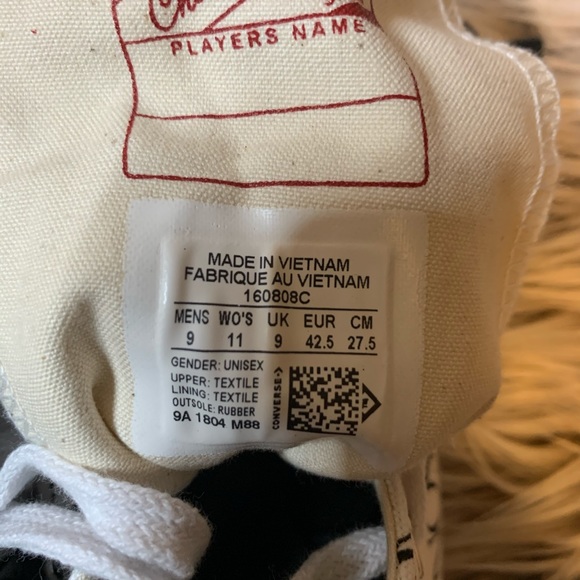 PLAYERS NAME
MADE IN VIETNAM
FABRIQUE AU VIETNAM
160808C
MENS WO'S UK EUR CM
9 11 9 42.5 27.5
GENDER: UNISEX
UPPER: TEXTILE
LINING: TEXTILE
OUTSOLE: RUBBER
9A 1804 M88
CONVERSE